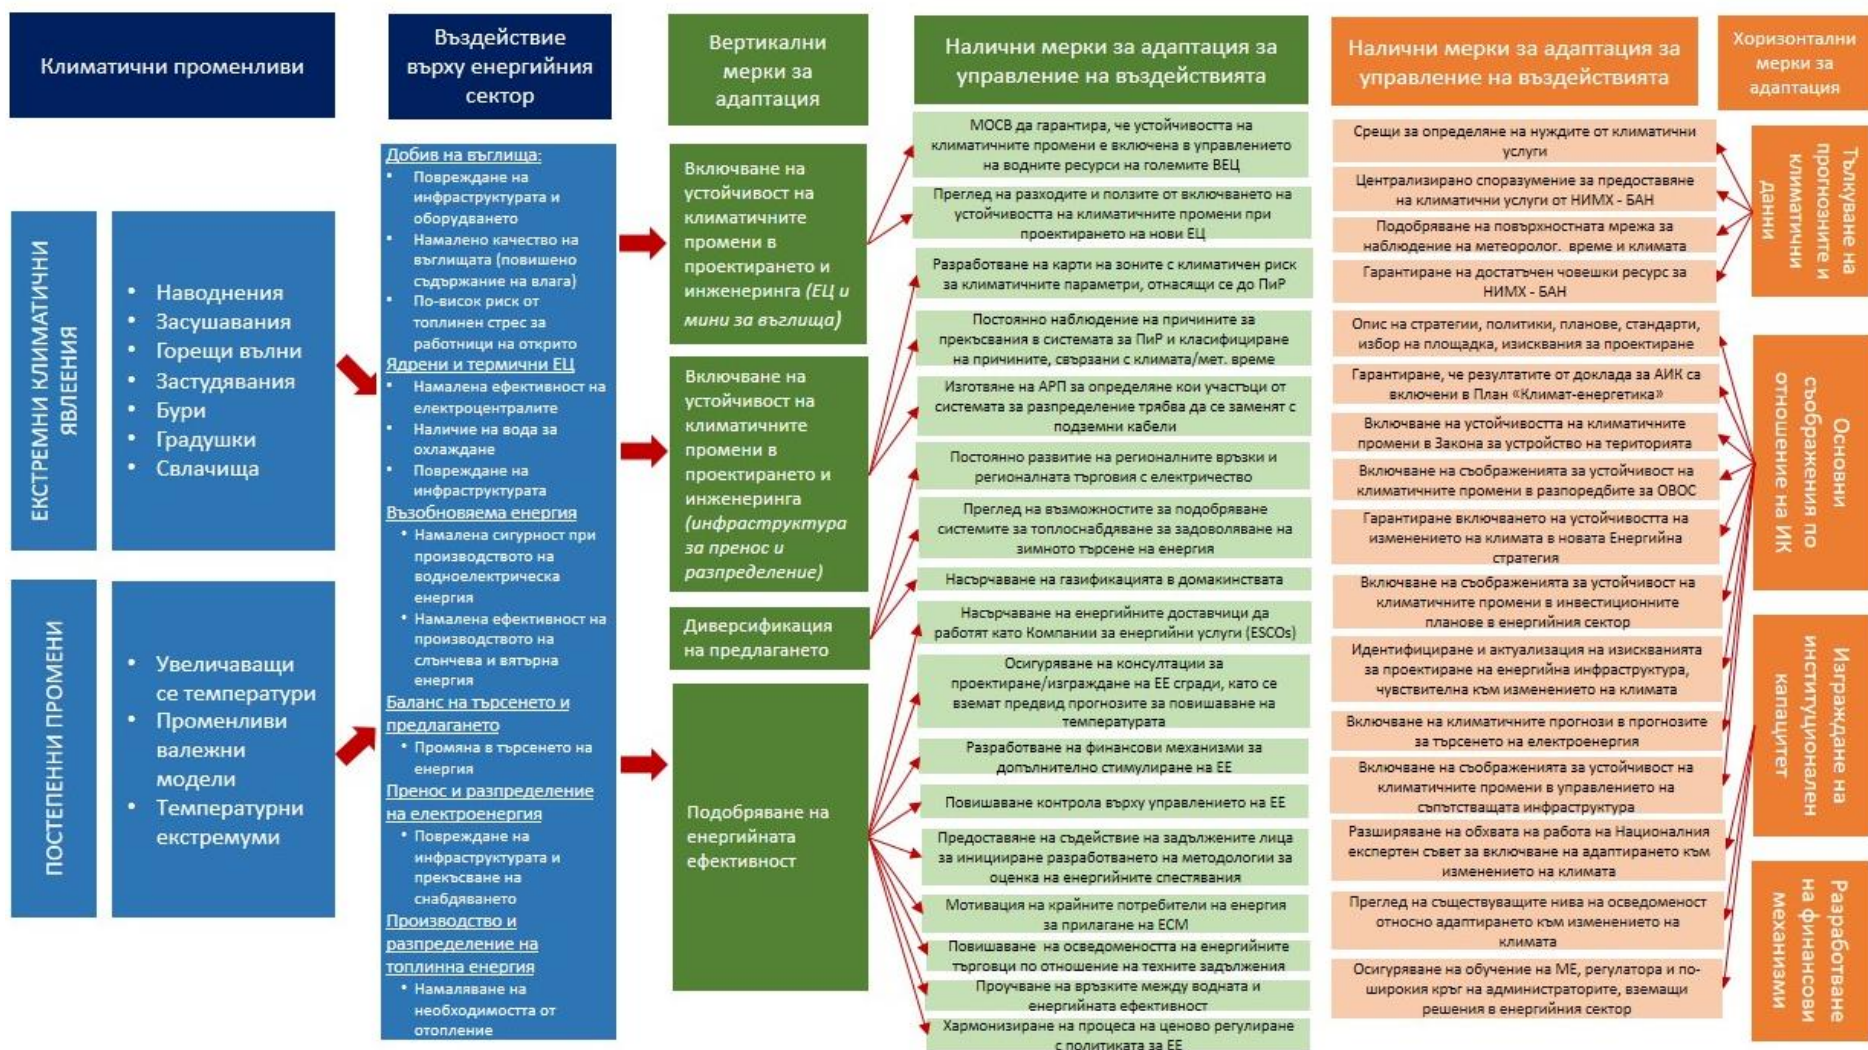 Климатични променливи
Въздействие
върху енергийния
сектор
Вертикални
мерки за
адаптация
Налични мерки за адаптация за
управление на въздействията
Налични мерки за адаптация за
управление на въздействията
Хоризонтални
мерки за
адаптация
ЕКСТРЕМНИ КЛИМАТИЧНИ
ЯВЛЕЕНИЯ
• Наводнения
• Засушавания
• Горещи вълни
• Застудявания
• Бури
• Градушки
• Свлачища
ПОСТЕПЕННИ ПРОМЕНИ
• Увеличаващи
се температури
• Променливи
валежни
модели
• Температурни
екстремуми
Добив на въглища:
• Повреждане на
инфраструктурата и
оборудването
• Намалено качество на
въглищата (повишено
съдържание на влага)
• По-висок риск от
топлинен стрес за
работници на открито
Ядрени и термични ЕЦ
• Намалена ефективност на
електроцентралите
• Наличие на вода за
охлаждане
• Повреждане на
инфраструктурата
Възобновяема енергия
• Намалена сигурност при
производството на
водноелектрическа
енергия
• Намалена ефективност на
производството на
слънчева и вятърна
енергия
Баланс на търсенето и
предлагането
• Промяна в търсенето на
енергия
Пренос и разпределение
на електроенергия
• Повреждане на
инфраструктурата и
прекъсване на
снабдяването
Производство и
разпределение на
топлинна енергия
• Намаляване на
необходимостта от
отопление
Включване на
устойчивост на
климатичните
промени в
проектирането и
инженеринга (ЕЦ и
мини за въглища)
Включване на
устойчивост на
климатичните
промени в
проектирането и
инженеринга
(инфраструктура
за пренос и
разпределение)
Диверсификация
на предлагането
Подобряване на
енергийната
ефективност
МОСВ да гарантира, че устойчивостта на
климатичните промени е включена в управлението
на водните ресурси на големите ВЕЦ
Преглед на разходите и ползите от включването на
устойчивостта на климатичните промени при
проектирането на нови ЕЦ
Разработване на карти на зоните с климатичен риск
за климатичните параметри, отнасящи се до ПиР
Постоянно наблюдение на причините за
прекъсвания в системата за ПиР и класифициране
на причините, свързани с климата/мет. време
Изготвяне на АРП за определяне кои участъци от
системата за разпределение трябва да се заменят с
подземни кабели
Постоянно развитие на регионалните връзки и
регионалната търговия с електричество
Преглед на възможностите за подобряване
системите за топлоснабдяване за задоволяване на
зимното търсене на енергия
Насърчаване на газификацията в домакинствата
Насърчаване на енергийните доставчици да
работят като Компании за енергийни услуги (ESCOs)
Осигуряване на консултации за
проектиране/изграждане на ЕЕ сгради, като се
вземат предвид прогнозите за повишаване на
температурата
Разработване на финансови механизми за
допълнително стимулиране на ЕЕ
Повишаване контрола върху управлението на ЕЕ
Предоставяне на съдействие на задължените лица
за иницииране разработването на методологии за
оценка на енергийните спестявания
Мотивация на крайните потребители на енергия
за прилагане на ЕСМ
Повишаване на осведомеността на енергийните
търговци по отношение на техните задължения
Проучване на връзките между водната и
енергийната ефективност
Хармонизиране на процеса на ценово регулиране
с политиката за ЕЕ
Срещи за определяне на нуждите от климатични
услуги
Централизирано споразумение за предоставяне
на климатични услуги от НИМХ - БАН
Подобряване на повърхностната мрежа за
наблюдение на метеоролог. време и климата
Гарантиране на достатъчен човешки ресурс за
НИМХ - БАН
Опис на стратегии, политики, планове, стандарти,
избор на площадка, изисквания за проектиране
Гарантиране, че резултатите от доклада за АИК са
включени в План «Климат-енергетика»
Включване на устойчивостта на климатичните
промени в Закона за устройство на територията
Включване на съображенията за устойчивост на
климатичните промени в разпоредбите за ОВОС
Гарантиране включването на устойчивостта на
изменението на климата в новата Енергийна
стратегия
Включване на съображенията за устойчивост на
климатичните промени в инвестиционните
планове в енергийния сектор
Идентифициране и актуализация на изискванията
за проектиране на енергийна инфраструктура,
чувствителна към изменението на климата
Включване на климатичните прогнози в прогнозите
за търсенето на електроенергия
Включване на съображенията за устойчивост на
климатичните промени в управлението на
съпътстващата инфраструктура
Разширяване на обхвата на работа на Националния
експертен съвет за включване на адаптирането към
изменението на климата
Преглед на съществуващите нива на осведоменост
относно адаптирането към изменението на
климата
Осигуряване на обучение на МЕ, регулатора и по-
широкия кръг на администраторите, вземащи
решения в енергийния сектор
Тълкуване на
прогнозните и
климатични
данни
Основни
съображения по
отношение на ИК
Изграждане на
институционален
капацитет
Разработване
на финансови
механизми